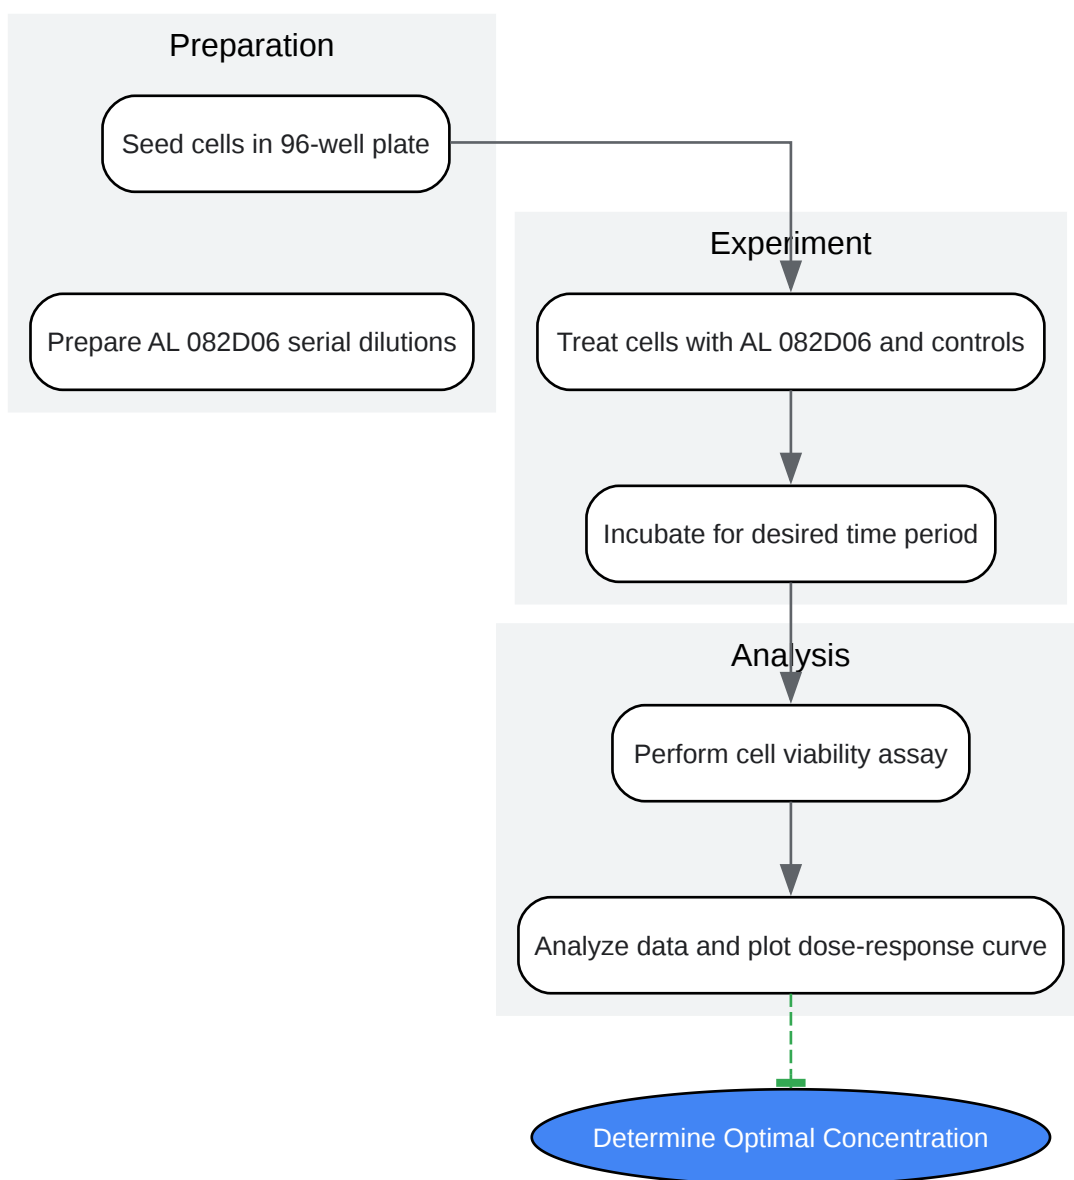 Preparation
Seed cells in 96-well plate
Prepare AL 082D06 serial dilutions
Experiment
Treat cells with AL 082D06 and controls
Incubate for desired time period
Analysis
Perform cell viability assay
Analyze data and plot dose-response curve
Determine Optimal Concentration